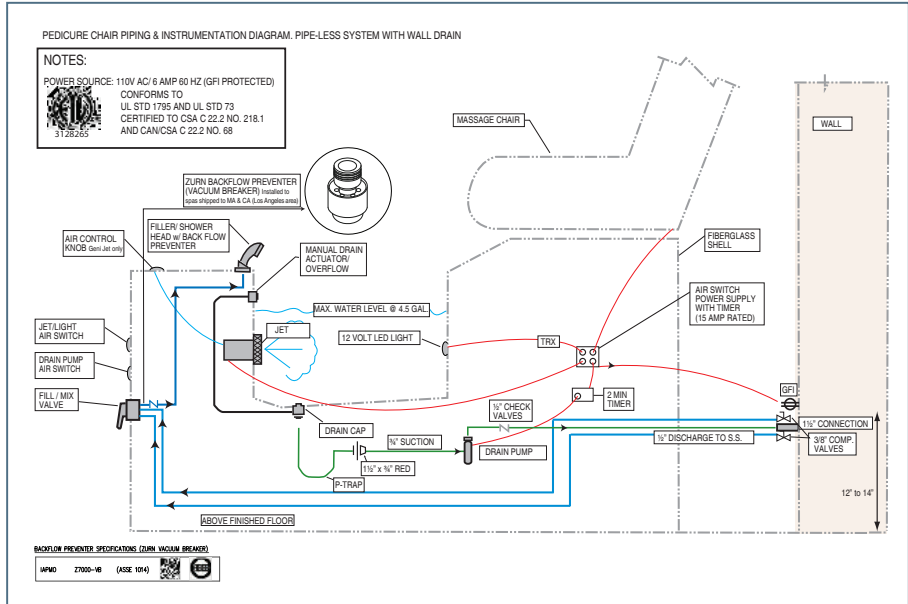 PEDICURE CHAIR PIPING & INSTRUMENTATION DIAGRAM. PIPE-LESS SYSTEM WITH WALL DRAIN
NOTES:
POWER SOURCE: 110V AC/ 6 AMP 60 HZ (GFI PROTECTED)
CONFORMS TO
UL STD 1795 AND UL STD 73
CERTIFIED TO CSA C 22.2 NO. 218.1
AND CAN/CSA C 22.2 NO. 68
3128265
MASSAGE CHAIR
WALL
ZURN BACKFLOW PREVENTER
(VACUUM BREAKER) Installed to
spas shipped to MA & CA (Los Angeles area)
FILLER/ SHOWER
HEAD w/ BACK FLOW
PREVENTER
AIR CONTROL
KNOB Geni Jet only
MANUAL DRAIN
ACTUATOR/
OVERFLOW
FIBERGLASS
SHELL
AIR SWITCH
POWER SUPPLY
WITH TIMER
(15 AMP RATED)
MAX. WATER LEVEL @ 4.5 GAL.
JET/LIGHT
AIR SWITCH
JET
12 VOLT LED LIGHT
TRX
DRAIN PUMP
AIR SWITCH
FILL / MIX
VALVE
2 MIN
TIMER
GFI
½" CHECK
VALVES
DRAIN CAP
¾" SUCTION
DRAIN PUMP
½" DISCHARGE TO S.S.
1½" CONNECTION
3/8" COMP.
VALVES
1½" x ¾" RED
P-TRAP
12" to 14"
ABOVE FINISHED FLOOR
BACKFLOW PREVENTER SPECIFICATIONS (ZURN VACUUM BREAKER)
IAPMO Z7000-VB (ASSE 1014)